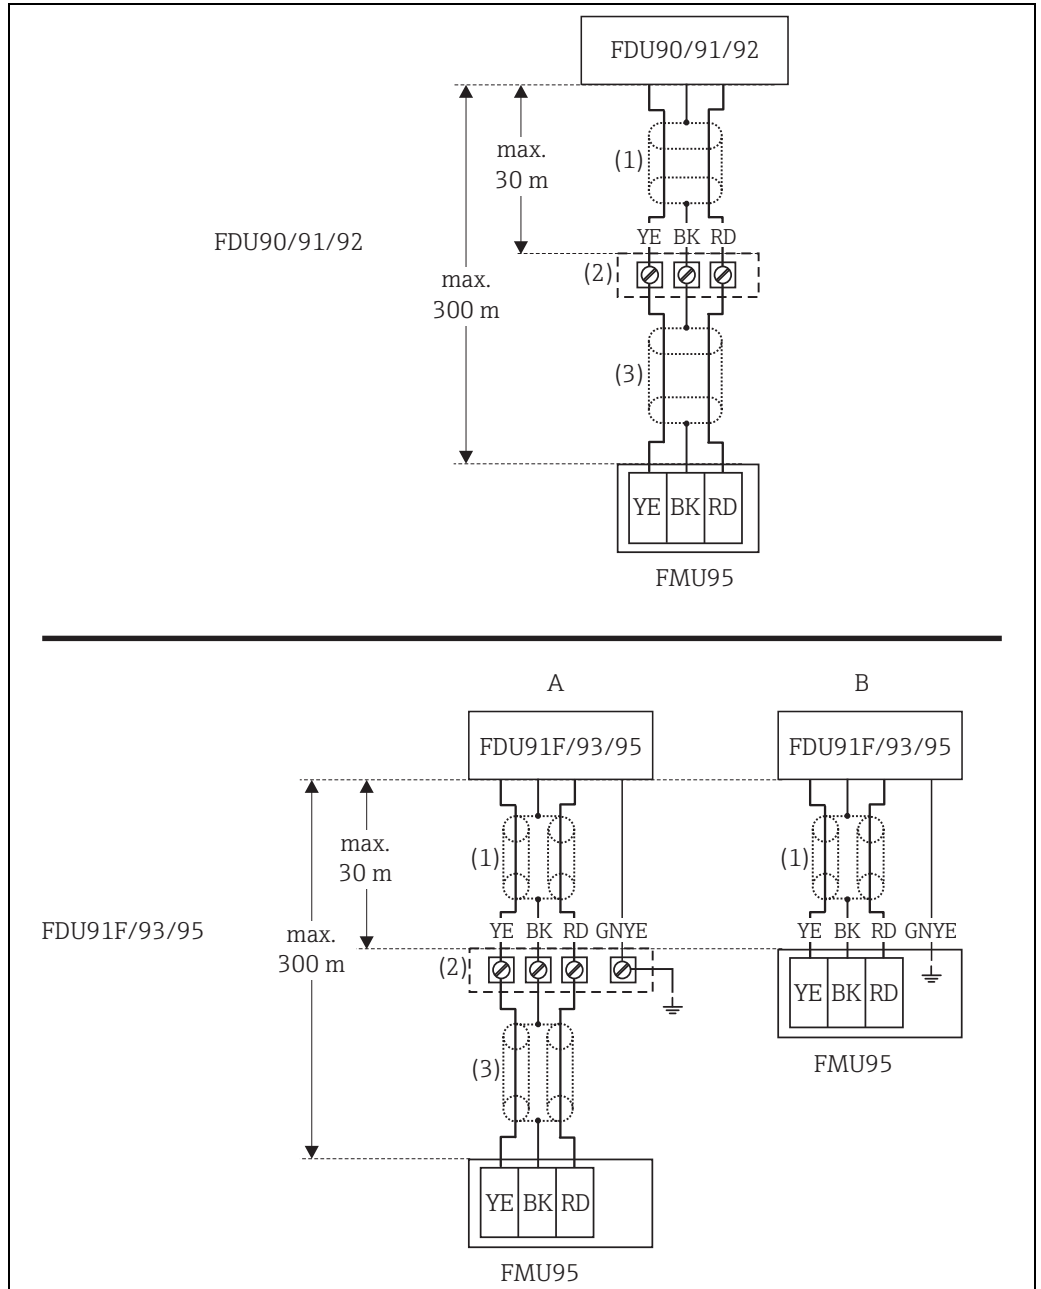 FDU90/91/92
max.
30 m
(1)
FDU90/91/92
YE BK RD
max.
300 m
(2)
(3)
YE BK RD
FMU95
A
B
FDU91F/93/95
FDU91F/93/95
max.
30 m
(1)
(1)
FDU91F/93/95
max.
300 m
YE BK RD GNYE
YE BK RD GNYE
(2)
YE BK RD
FMU95
(3)
YE BK RD
FMU95